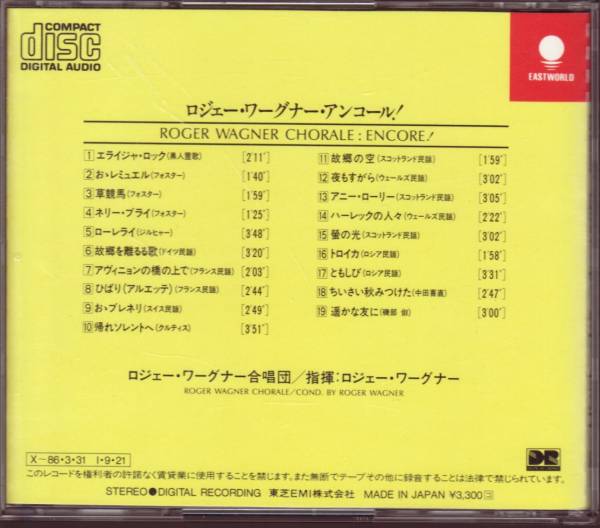 COMPACT
disc
DIGITAL AUDIO
EASTWORLD
ロジェー・ワーグナー・アンコール!
ROGER WAGNER CHORALE : ENCORE!
1 エライジャ・ロック(黒人霊歌) [2'11"]
2 おゝレミュエル(フォスター) [1'40"]
3 草競馬(フォスター) [1'59"]
4 ネリー・ブライ(フォスター) [1'25"]
5 ローレライ(ジルヒャー) [3'48"]
6 故郷を離るる歌(ドイツ民謡) [3'20"]
7 アヴィニョンの橋の上で(フランス民謡) [2'03"]
8 ひばり(アルエッテ)(フランス民謡) [2'44"]
9 おゝブレネリ(スイス民謡) [2'49"]
10 帰れソレントへ(クルティス) [3'51"]
11 故郷の空(スコットランド民謡) [1'59"]
12 夜もすがら(ウェールズ民謡) [3'02"]
13 アニー・ローリー(スコットランド民謡) [3'05"]
14 ハーレックの人々(ウェールズ民謡) [2'22"]
15 螢の光(スコットランド民謡) [3'02"]
16 トロイカ(ロシア民謡) [1'58"]
17 ともしび(ロシア民謡) [3'31"]
18 ちいさい秋みつけた(中田喜直) [2'47"]
19 遥かな友に(磯部 俶) [3'00"]
ロジェー・ワーグナー合唱団/指揮:ロジェー・ワーグナー
ROGER WAGNER CHORALE/COND. BY ROGER WAGNER
X-86・3・31 I・9・21
このレコードを権利者の許諾なく賃貸業に使用することを禁じます。また無断でテープその他に録音することは法律で禁じられています。
STEREO●DIGITAL RECORDING 東芝EMI株式会社 MADE IN JAPAN ¥3,300